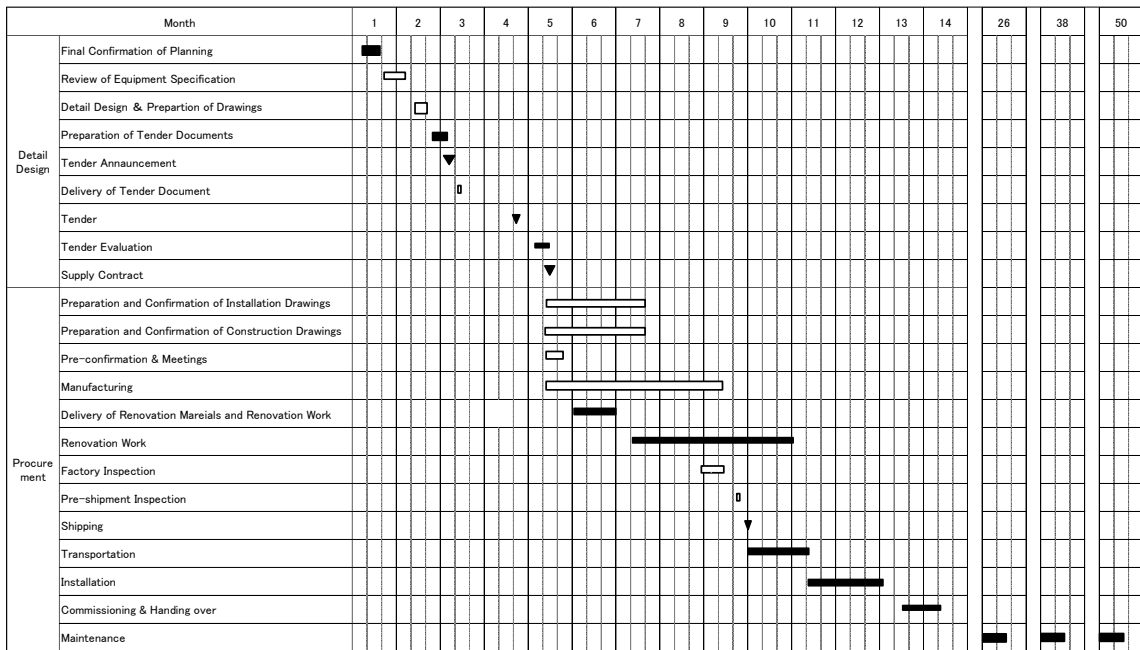 Month 1 2 3 4 5 6 7 8 9 10 11 12 13 14 26 38 50
Detail
Design
Final Confirmation of Planning
Review of Equipment Specification
Detail Design & Prepartion of Drawings
Preparation of Tender Documents
Tender Annauncement
Delivery of Tender Document
Tender
Tender Evaluation
Supply Contract
Procure
ment
Preparation and Confirmation of Installation Drawings
Preparation and Confirmation of Construction Drawings
Pre-confirmation & Meetings
Manufacturing
Delivery of Renovation Mareials and Renovation Work
Renovation Work
Factory Inspection
Pre-shipment Inspection
Shipping
Transportation
Installation
Commissioning & Handing over
Maintenance